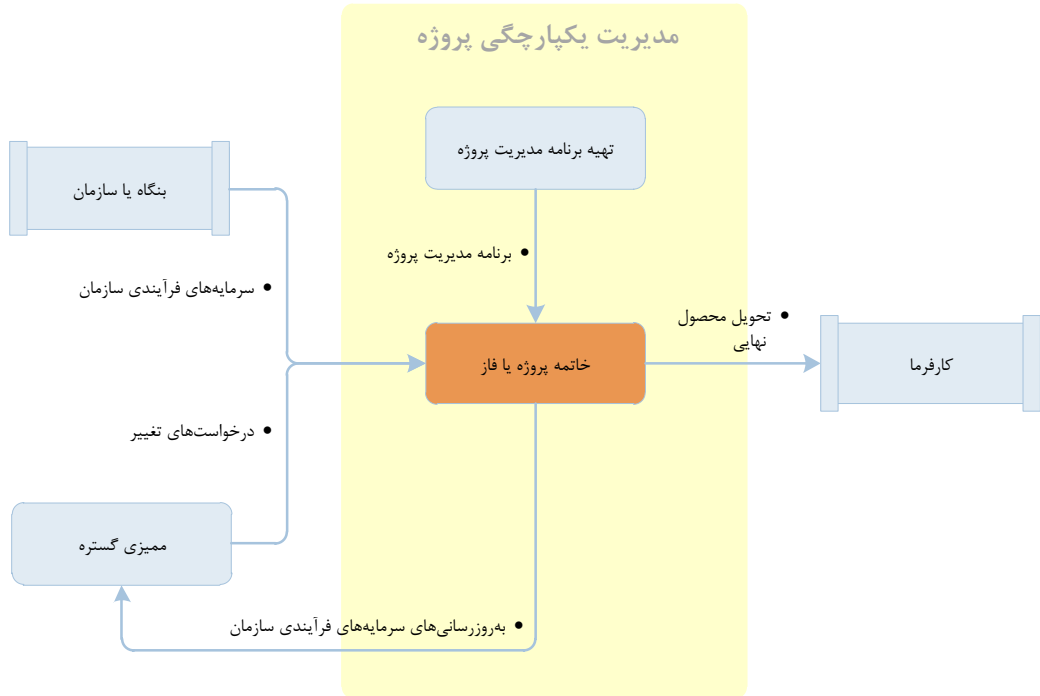 مدیریت یکپارچگی پروژه
تهیه برنامه مدیریت پروژه
بنگاه یا سازمان
• برنامه مدیریت پروژه
• سرمایه‌های فرآیندی سازمان
• تحویل محصول
نهایی
خاتمه پروژه یا فاز
کارفرما
• درخواست‌های تغییر
ممیزی گستره
• به‌روزرسانی‌های سرمایه‌های فرآیندی سازمان